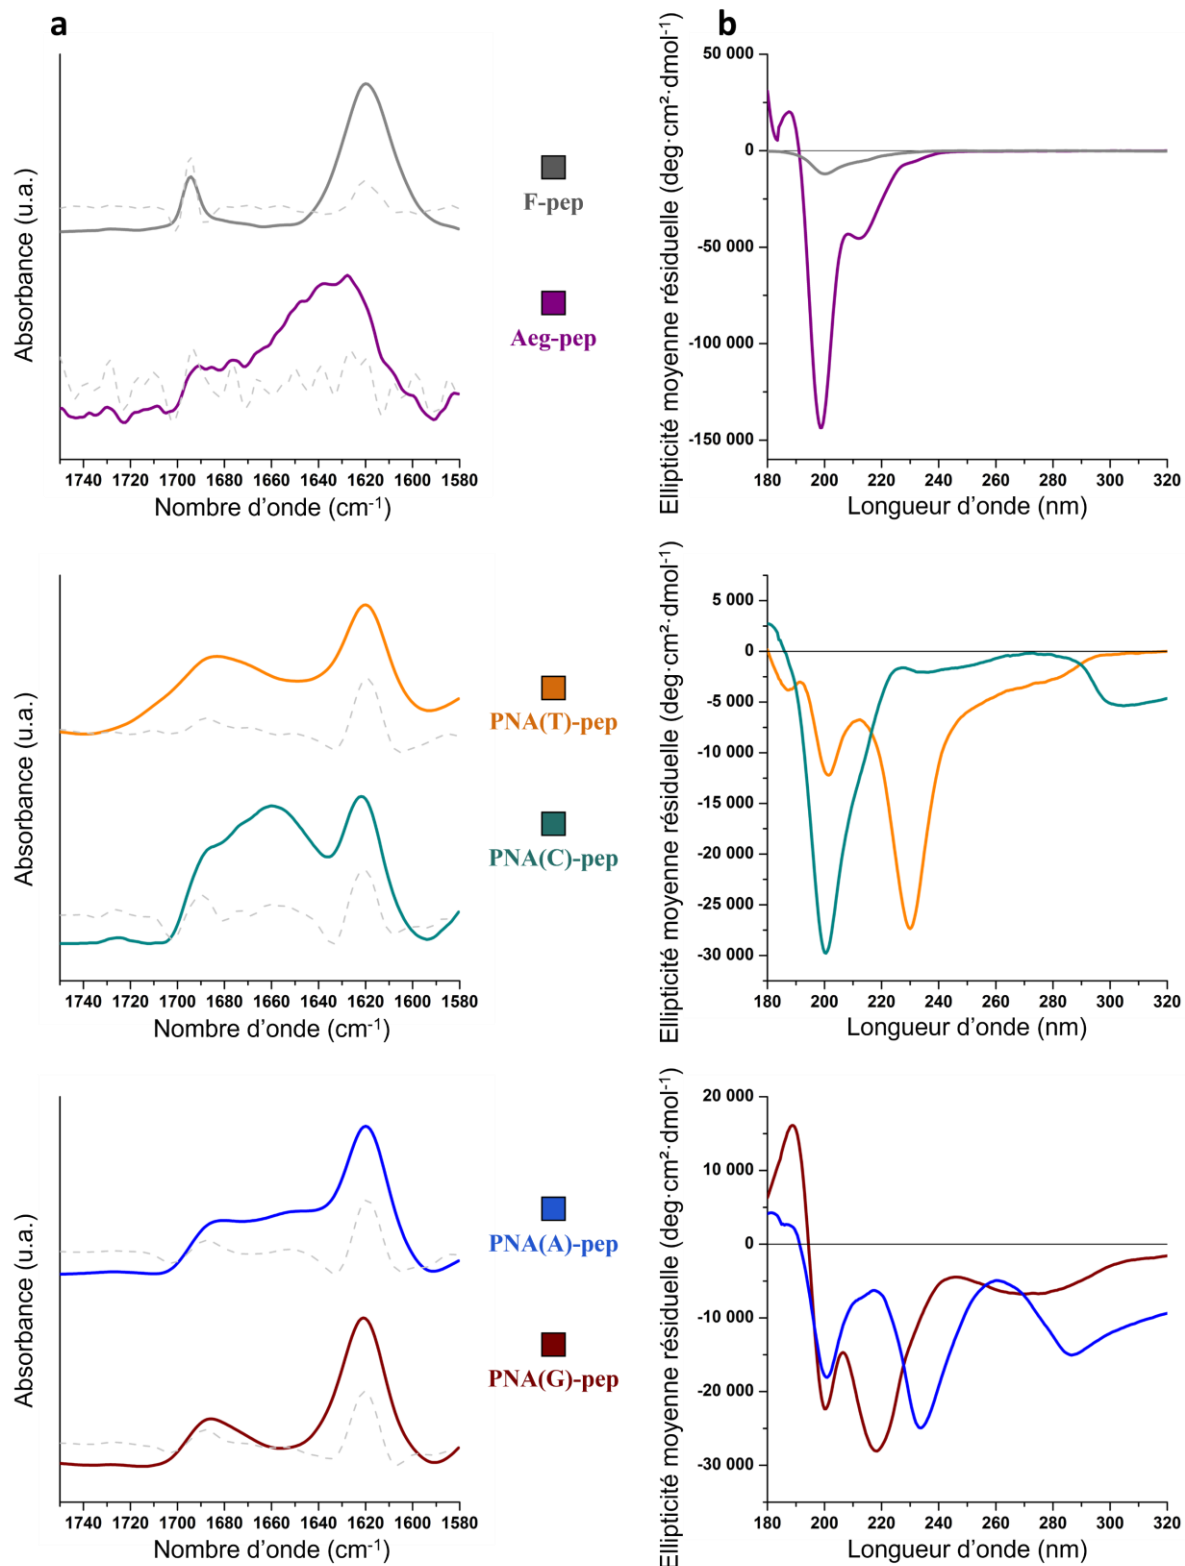 a
b
Absorbance (u.a.)
1740 1720 1700 1680 1660 1640 1620 1600 1580
Nombre d'onde (cm⁻¹)
F-pep
Aeg-pep
Ellipticité moyenne résiduelle (deg·cm²·dmol⁻¹)
50 000
0
-50 000
-100 000
-150 000
180 200 220 240 260 280 300 320
Longueur d'onde (nm)
Absorbance (u.a.)
1740 1720 1700 1680 1660 1640 1620 1600 1580
Nombre d'onde (cm⁻¹)
PNA(T)-pep
PNA(C)-pep
Ellipticité moyenne résiduelle (deg·cm²·dmol⁻¹)
5 000
0
-5 000
-10 000
-15 000
-20 000
-25 000
-30 000
180 200 220 240 260 280 300 320
Longueur d'onde (nm)
Absorbance (u.a.)
1740 1720 1700 1680 1660 1640 1620 1600 1580
Nombre d'onde (cm⁻¹)
PNA(A)-pep
PNA(G)-pep
Ellipticité moyenne résiduelle (deg·cm²·dmol⁻¹)
20 000
10 000
0
-10 000
-20 000
-30 000
180 200 220 240 260 280 300 320
Longueur d'onde (nm)